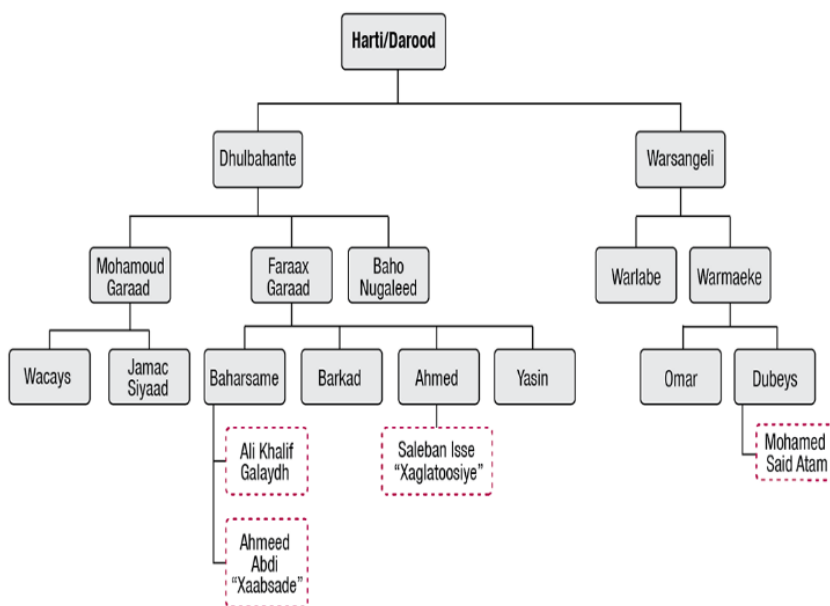 Harti/Darood
Dhulbahante
Warsangeli
Mohamoud
Garaad
Faraax
Garaad
Baho
Nugaleed
Warlabe
Warmaeke
Wacays
Jamac
Siyaad
Baharsame
Barkad
Ahmed
Yasin
Omar
Dubeys
Ali Khalif
Galaydh
Saleban Isse
“Xaglatoosiye”
Mohamed
Said Atam
Ahmeed
Abdi
“Xaabsade”